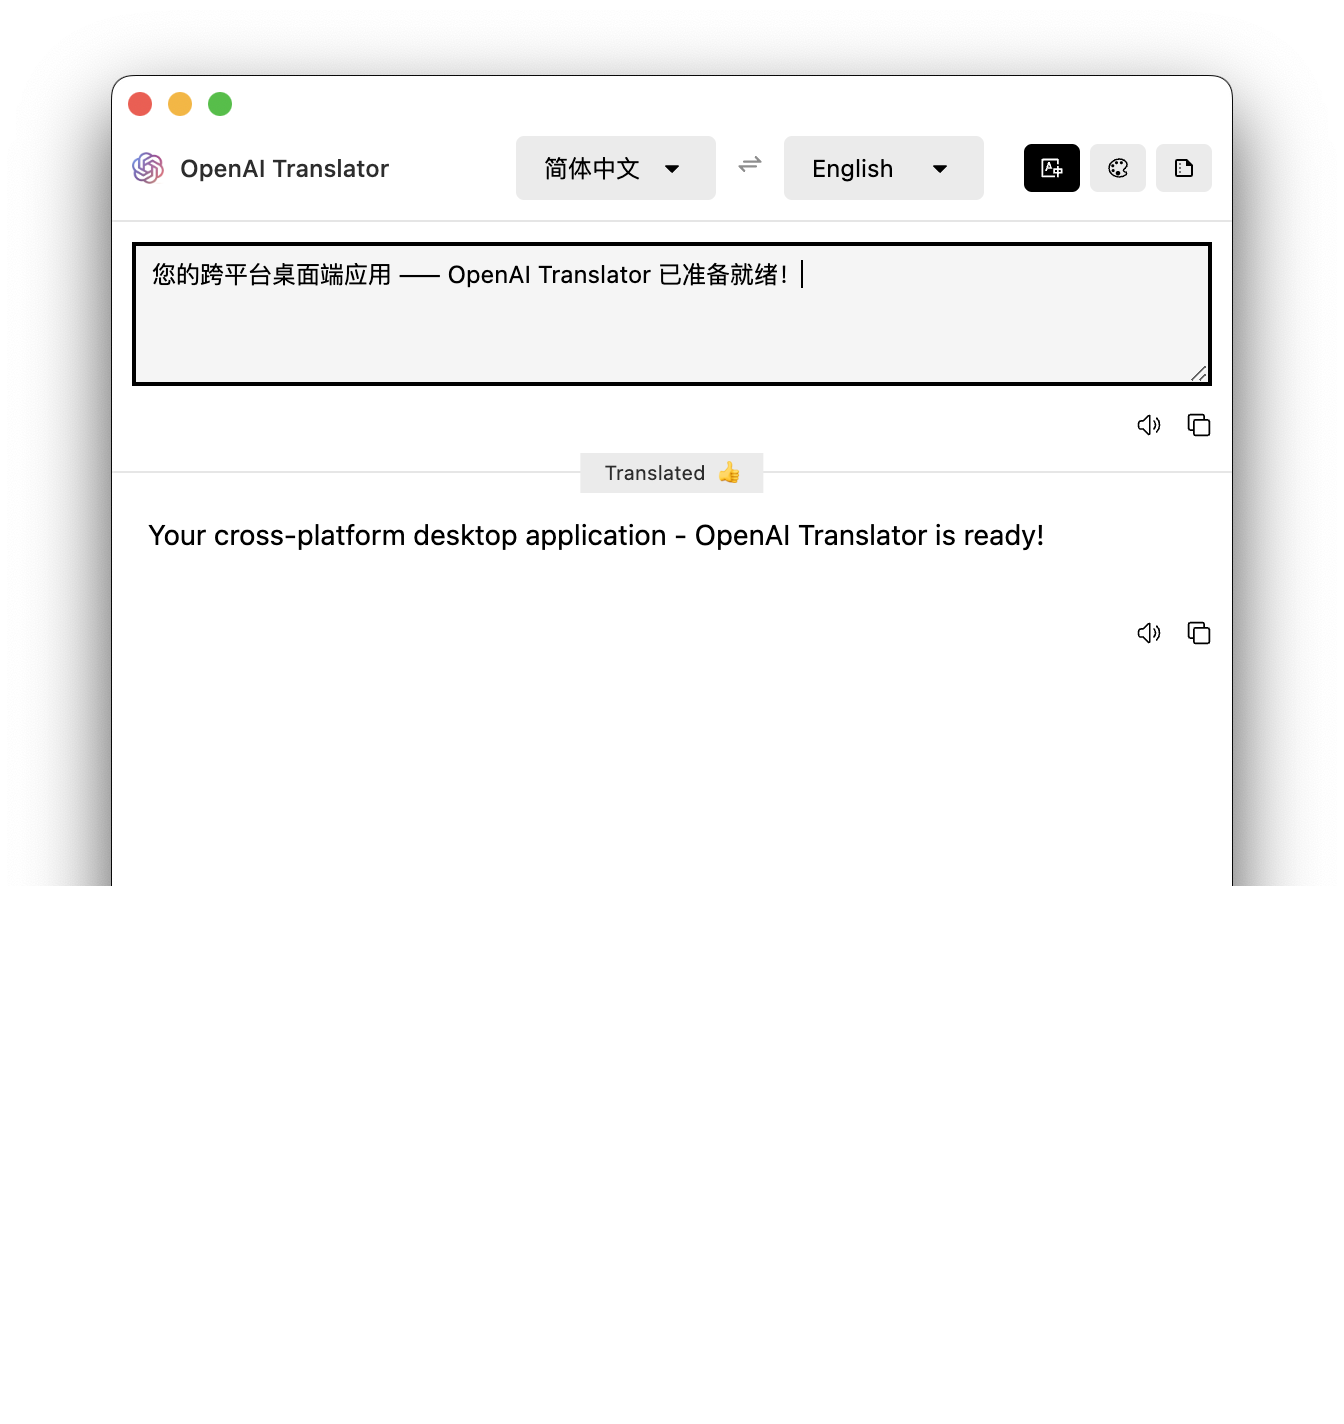 OpenAI Translator
简体中文
English
您的跨平台桌面端应用 —— OpenAI Translator 已准备就绪！
Translated 👍
Your cross-platform desktop application - OpenAI Translator is ready!